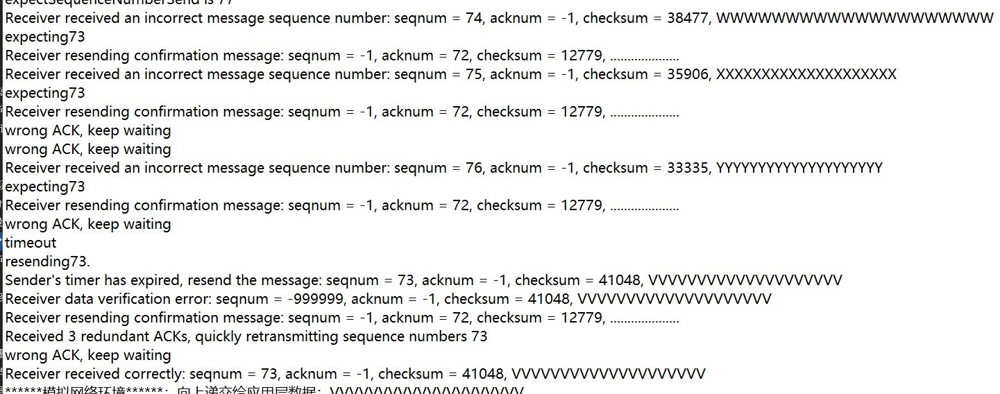 expectSequenceNumberSend is 77
Receiver received an incorrect message sequence number: seqnum = 74, acknum = -1, checksum = 38477, WWWWWWWWWWWWWWWWWWWW
expecting73
Receiver resending confirmation message: seqnum = -1, acknum = 72, checksum = 12779, .....................
Receiver received an incorrect message sequence number: seqnum = 75, acknum = -1, checksum = 35906, XXXXXXXXXXXXXXXXXXXXX
expecting73
Receiver resending confirmation message: seqnum = -1, acknum = 72, checksum = 12779, .....................
wrong ACK, keep waiting
wrong ACK, keep waiting
Receiver received an incorrect message sequence number: seqnum = 76, acknum = -1, checksum = 33335, YYYYYYYYYYYYYYYYYYYYY
expecting73
Receiver resending confirmation message: seqnum = -1, acknum = 72, checksum = 12779, .....................
wrong ACK, keep waiting
timeout
resending73.
Sender's timer has expired, resend the message: seqnum = 73, acknum = -1, checksum = 41048, VVVVVVVVVVVVVVVVVVVVV
Receiver data verification error: seqnum = -999999, acknum = -1, checksum = 41048, VVVVVVVVVVVVVVVVVVVVV
Receiver resending confirmation message: seqnum = -1, acknum = 72, checksum = 12779, .....................
Received 3 redundant ACKs, quickly retransmitting sequence numbers 73
wrong ACK, keep waiting
Receiver received correctly: seqnum = 73, acknum = -1, checksum = 41048, VVVVVVVVVVVVVVVVVVVVV
******模拟网络环境******：向上递交给应用层数据：VVVVVVVVVVVVVVVVVVVVV